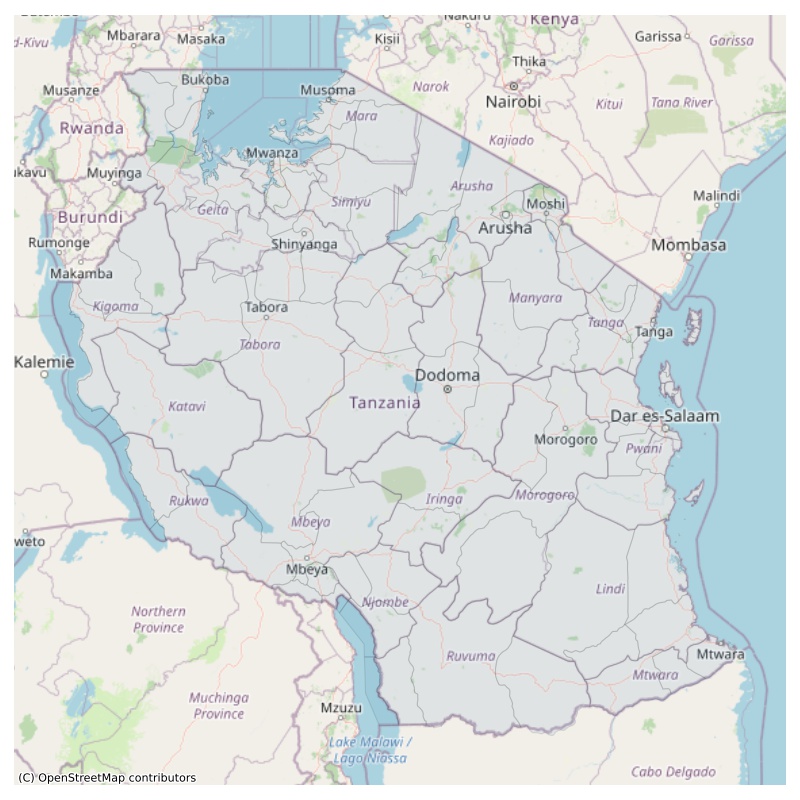 Nakuru
Kenya
Mbarara
Masaka
Kisii
Garissa
Garissa
d-Kivu
Thika
Bukoba
Musanze
Musoma
Narok
Nairobi
Kitui
Tana River
Mara
Rwanda
Kajiado
Mwanza
ukavu
Muyinga
Arusha
Simiyu
Moshi
Malindi
Geita
Burundi
Arusha
Rumonge
Shinyanga
Mombasa
Makamba
Manyara
Kigoma
Tabora
Tanga
Tanga
Tabora
Kalemie
Dodoma
Tanzania
Katavi
Dar es-Salaam
Morogoro
Pwani
Rukwa
Iringa
Morogoro
Mbeya
weto
Mbeya
Lindi
Njombe
Northern
Province
Ruvuma
Mtwara
Mtwara
Muchinga
Province
Mzuzu
Lake Malawi /
Lago Niassa
Cabo Delgado
(C) OpenStreetMap contributors